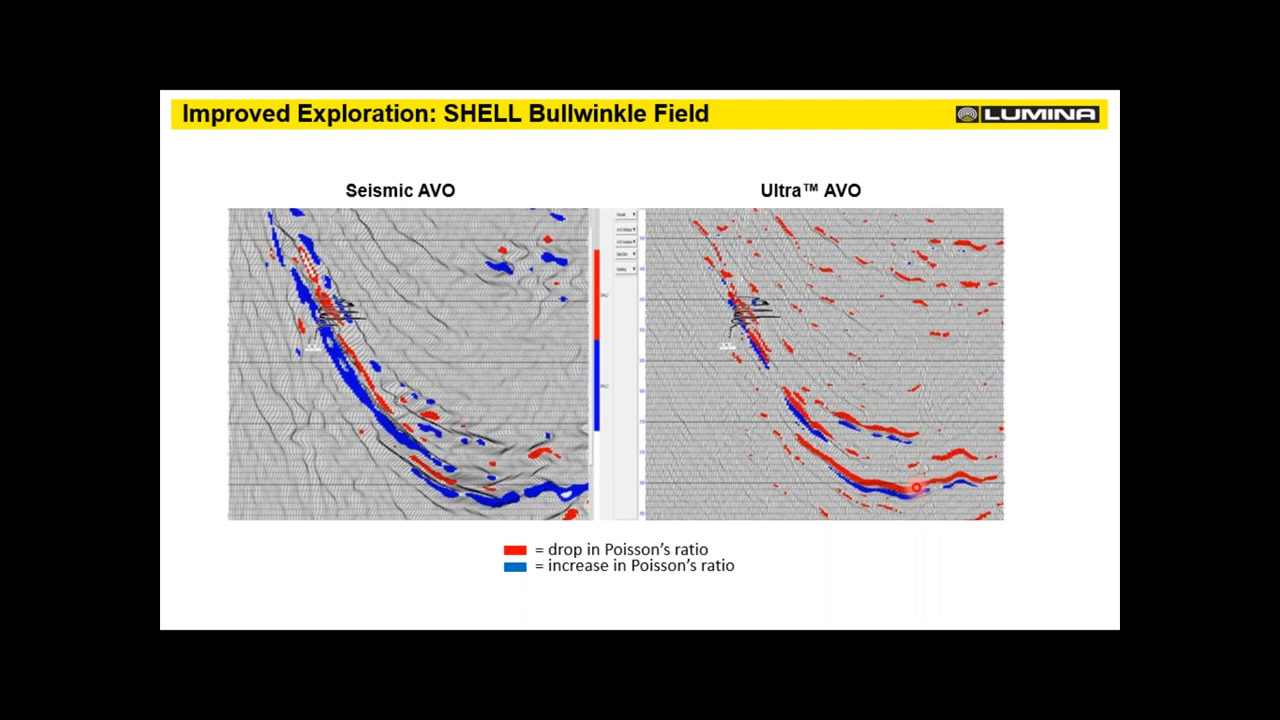 Improved Exploration: SHELL Bullwinkle Field
LUMINA
Seismic AVO
Ultra™ AVO
= drop in Poisson’s ratio
= increase in Poisson’s ratio